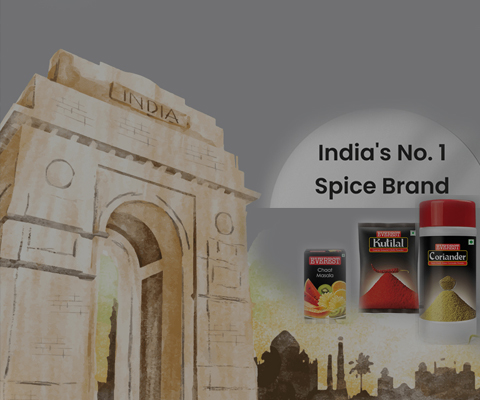 INDIA
India's No. 1
Spice Brand
EVEREST
Chaat
Masala
EVEREST
Kutilal
EVEREST
Coriander